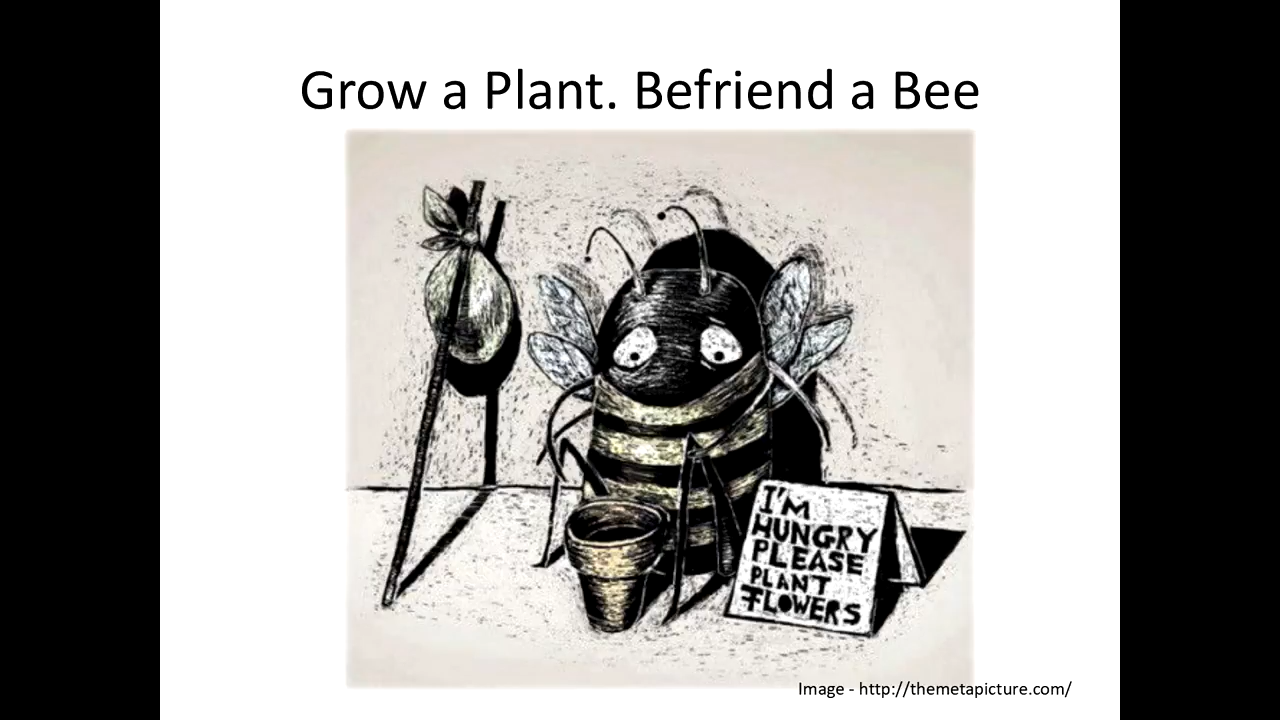 Grow a Plant. Befriend a Bee
I'M
HUNGRY
PLEASE
PLANT
FLOWERS
Image - http://themetapicture.com/